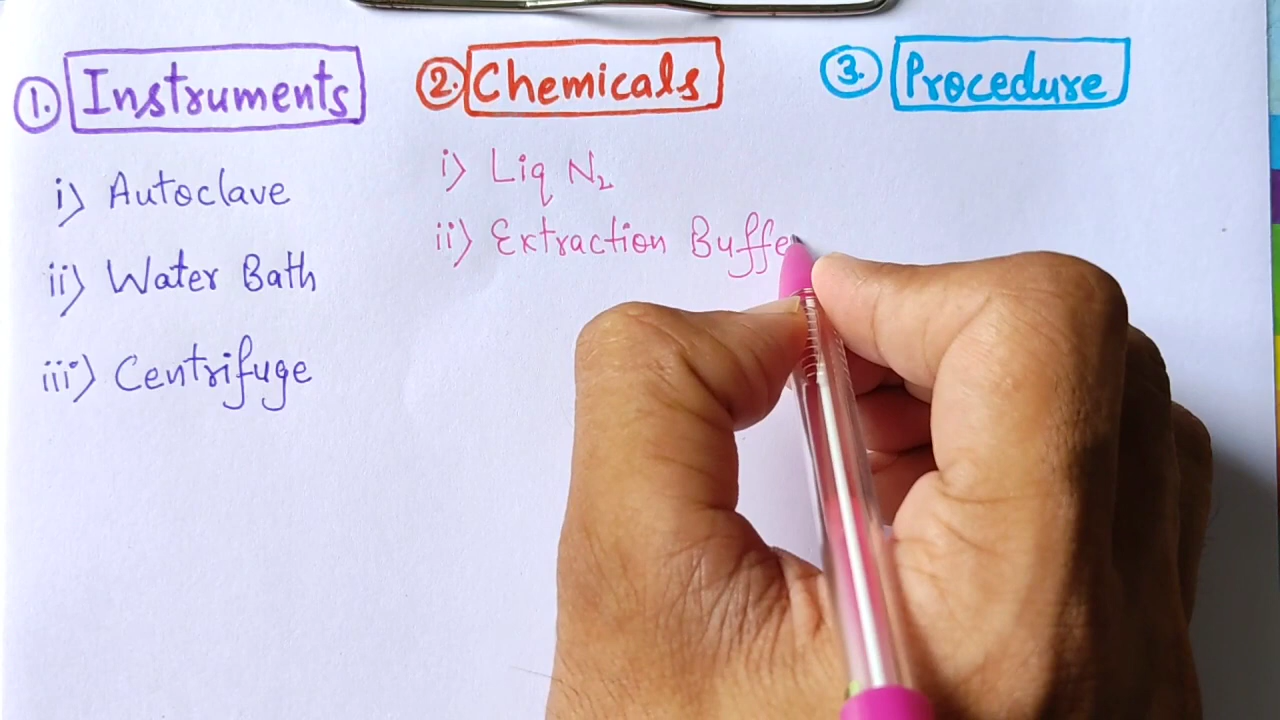 1. Instruments
i) Autoclave
ii) Water Bath
iii) Centrifuge
2. Chemicals
i) Liq N₂
ii) Extraction Buffe
3. Procedure